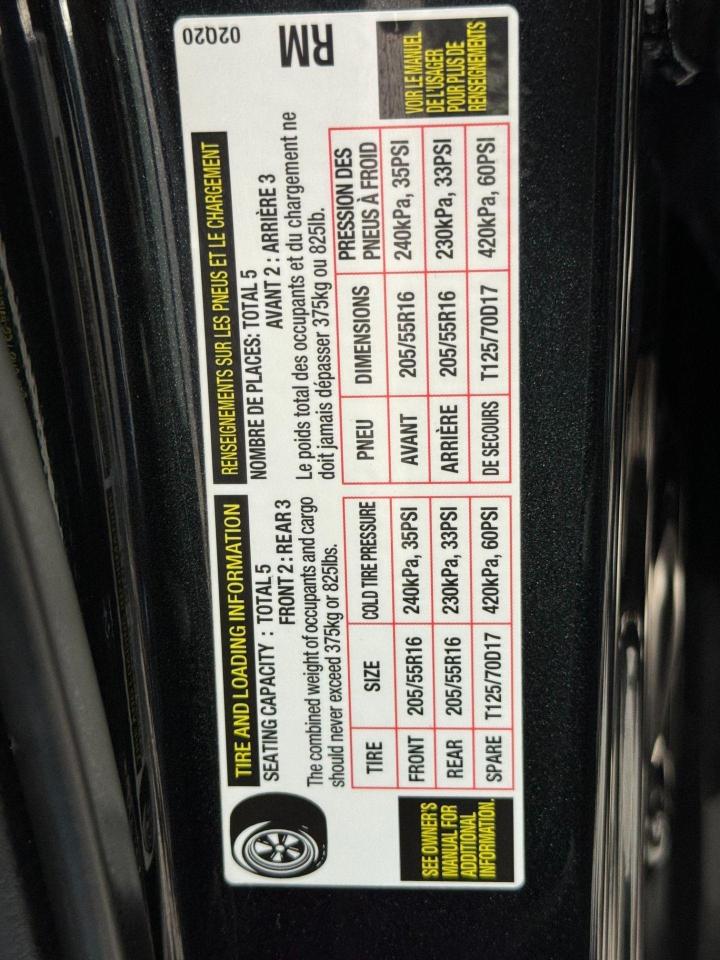 TIRE AND LOADING INFORMATION
SEATING CAPACITY : TOTAL 5
FRONT 2 : REAR 3
The combined weight of occupants and cargo
should never exceed 375kg or 825lbs.
TIRE SIZE COLD TIRE PRESSURE
FRONT 205/55R16 240kPa, 35PSI
REAR 205/55R16 230kPa, 33PSI
SPARE T125/70D17 420kPa, 60PSI
SEE OWNER'S
MANUAL FOR
ADDITIONAL
INFORMATION.
RENSEIGNEMENTS SUR LES PNEUS ET LE CHARGEMENT
NOMBRE DE PLACES: TOTAL 5
AVANT 2 : ARRIÈRE 3
Le poids total des occupants et du chargement ne
doit jamais dépasser 375kg ou 825lb.
PNEU DIMENSIONS PRESSION DES
PNEUS À FROID
AVANT 205/55R16 240kPa, 35PSI
ARRIÈRE 205/55R16 230kPa, 33PSI
DE SECOURS T125/70D17 420kPa, 60PSI
02Q20
RM
VOIR LE MANUEL
DE L'USAGER
POUR PLUS DE
RENSEIGNEMENTS